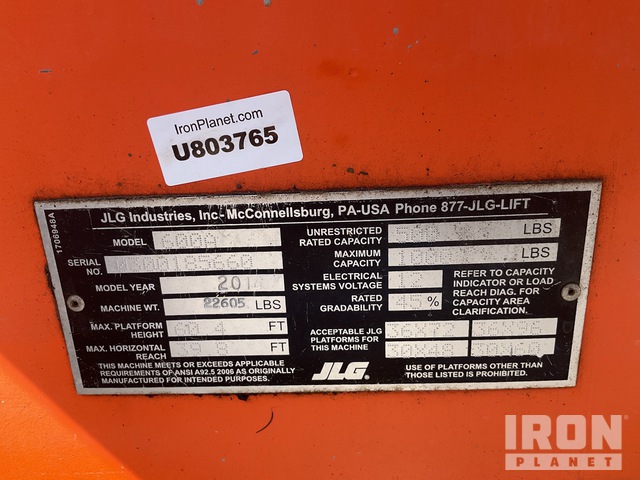 IronPlanet.com
U803765
1706948A
JLG Industries, Inc-McConnellsburg, PA-USA Phone 877-JLG-LIFT
MODEL 600A
SERIAL NO.
MODEL YEAR
MACHINE WT. 22605 LBS
MAX. PLATFORM HEIGHT FT
MAX. HORIZONTAL REACH FT
THIS MACHINE MEETS OR EXCEEDS APPLICABLE
REQUIREMENTS OF ANSI A92.5 2006 AS ORIGINALLY
MANUFACTURED FOR INTENDED PURPOSES.
UNRESTRICTED RATED CAPACITY LBS
MAXIMUM CAPACITY LBS
ELECTRICAL SYSTEMS VOLTAGE
RATED GRADABILITY 45 %
REFER TO CAPACITY
INDICATOR OR LOAD
REACH DIAG. FOR
CAPACITY AREA
CLARIFICATION.
ACCEPTABLE JLG
PLATFORMS FOR
THIS MACHINE
JLG
USE OF PLATFORMS OTHER THAN
THOSE LISTED IS PROHIBITED.
IRON
PLANET